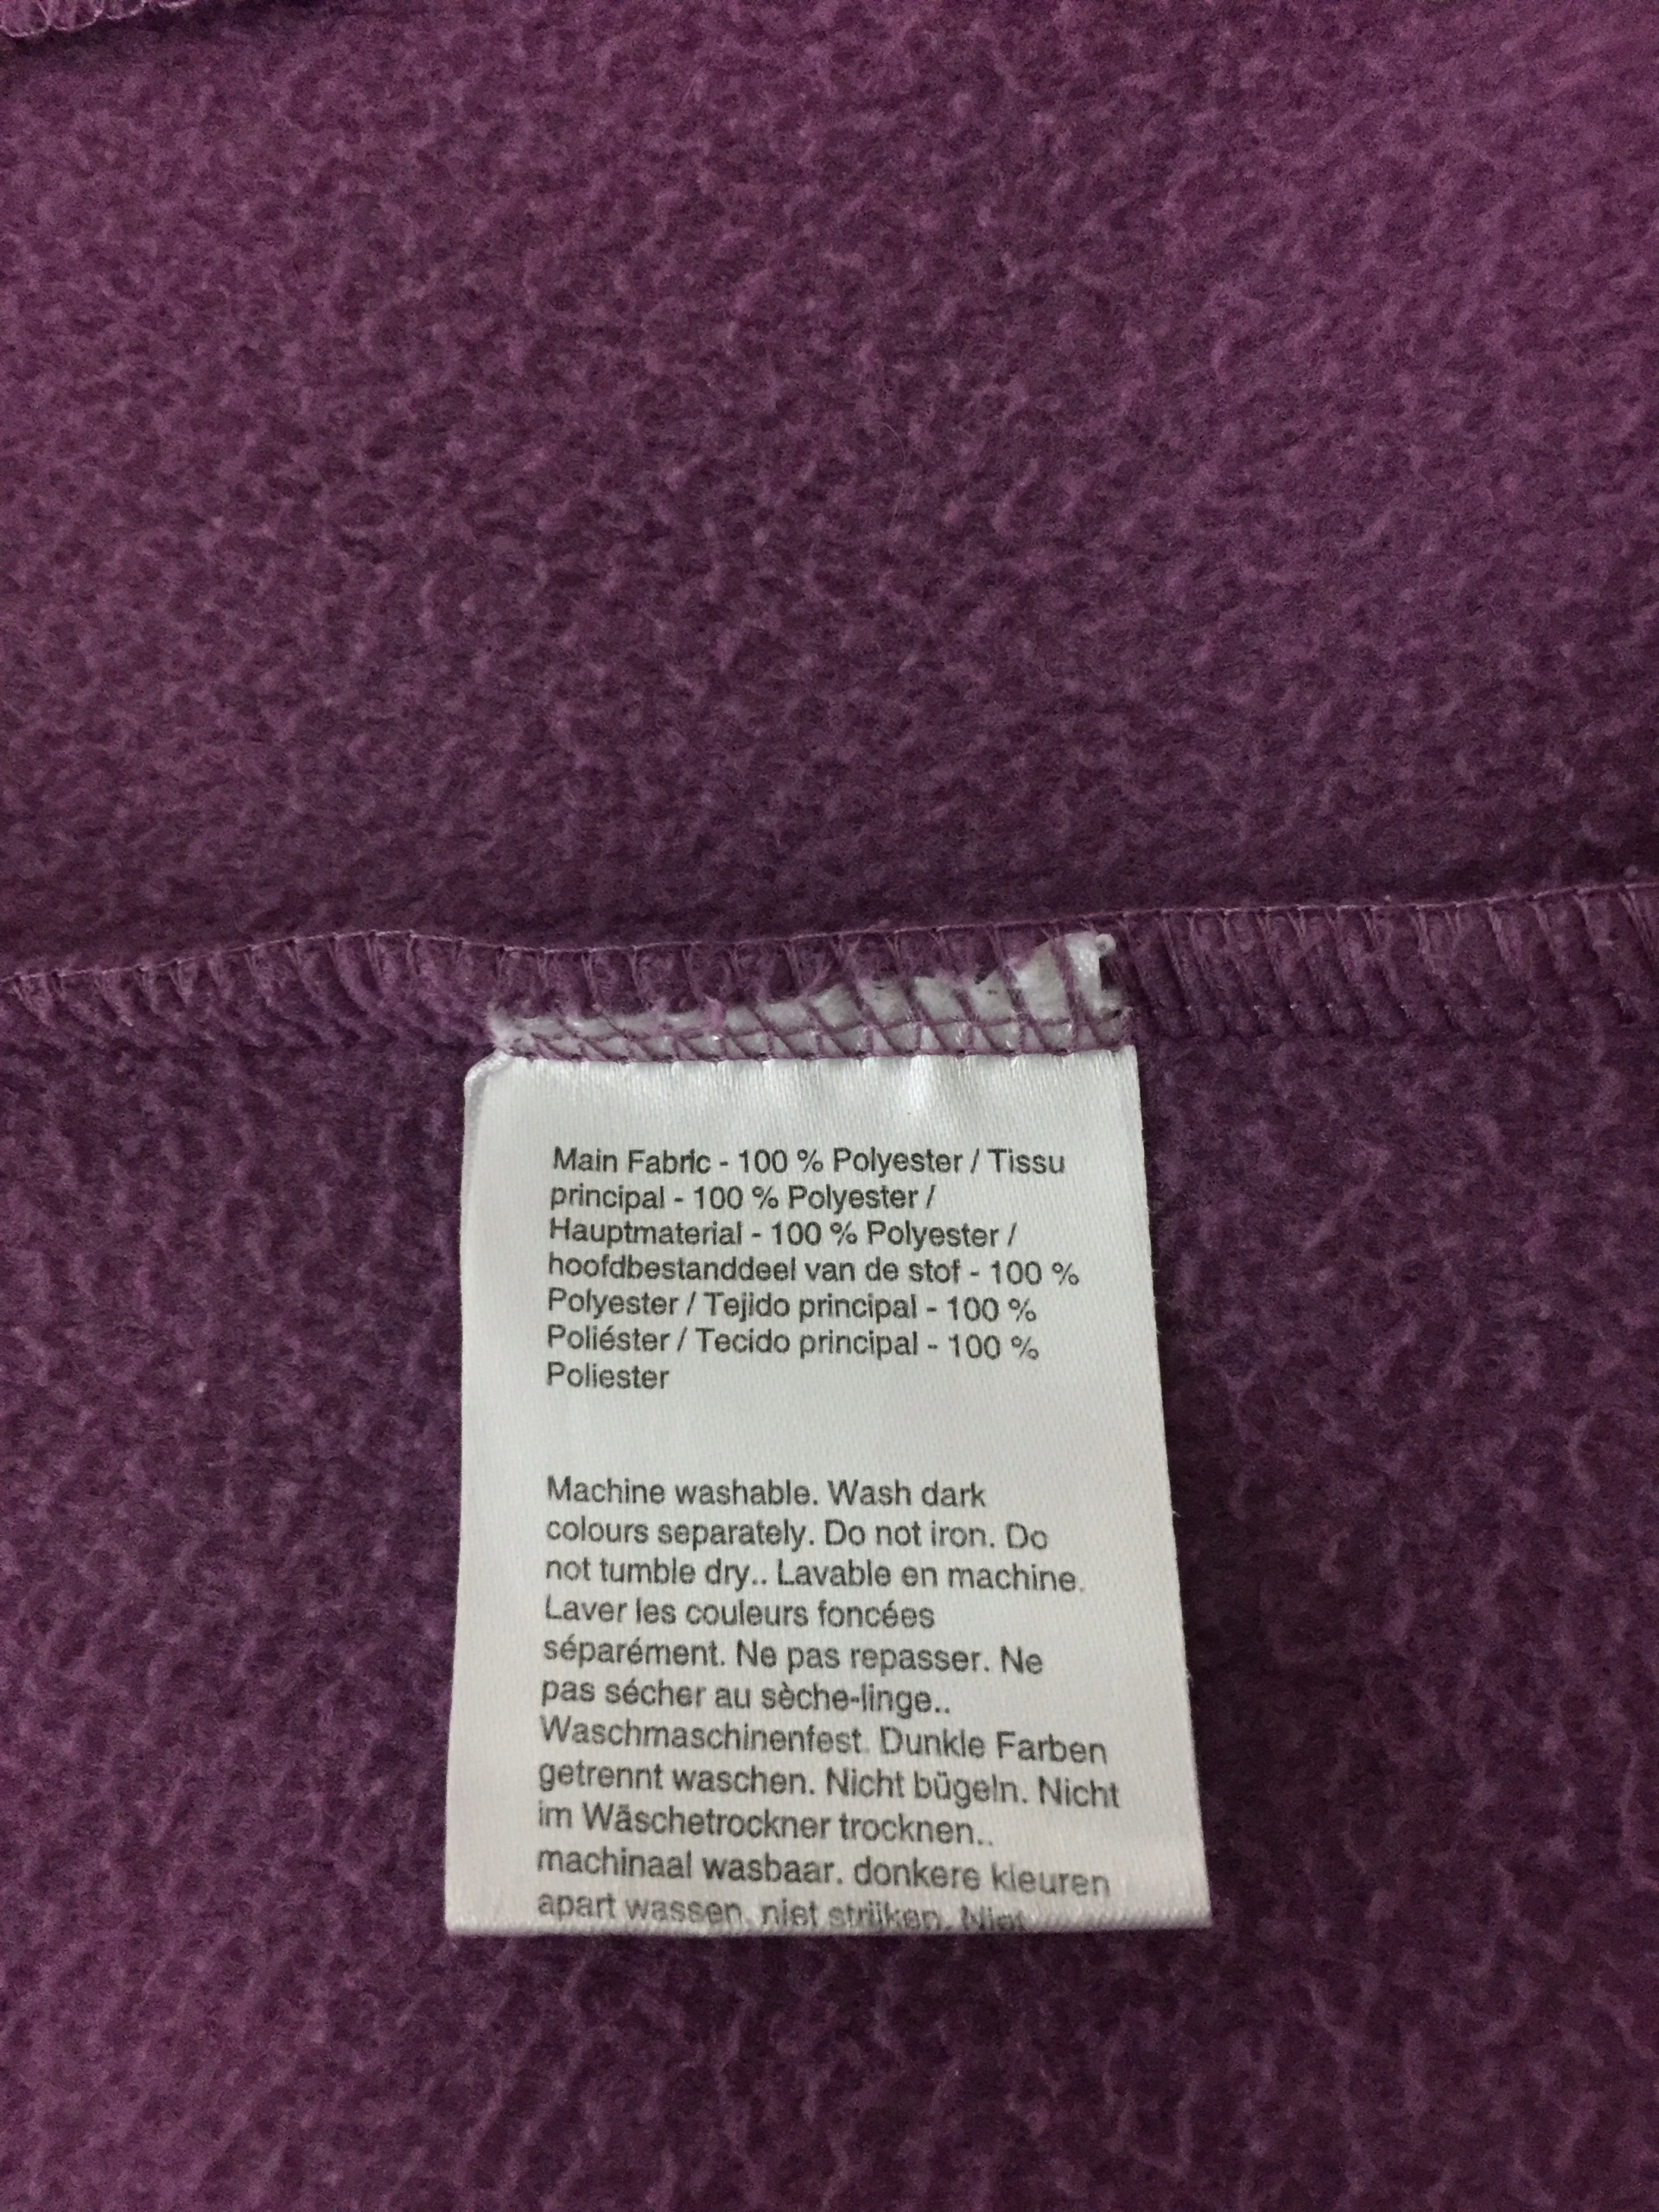 Main Fabric - 100 % Polyester / Tissu
principal - 100 % Polyester /
Hauptmaterial - 100 % Polyester /
hoofdbestanddeel van de stof - 100 %
Polyester / Tejido principal - 100 %
Poliéster / Tecido principal - 100 %
Poliester
Machine washable. Wash dark
colours separately. Do not iron. Do
not tumble dry.. Lavable en machine.
Laver les couleurs foncées
séparément. Ne pas repasser. Ne
pas sécher au sèche-linge..
Waschmaschinenfest. Dunkle Farben
getrennt waschen. Nicht bügeln. Nicht
im Wäschetrockner trocknen..
machinaal wasbaar. donkere kleuren
apart wassen. niet strijken. Niet